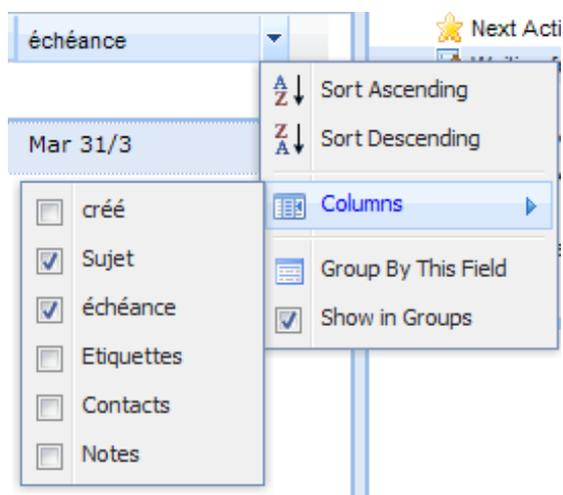 échéance
Next Acti
Sort Ascending
Sort Descending
Mar 31/3
Columns
créé
Sujet
échéance
Etiquettes
Contacts
Notes
Group By This Field
Show in Groups